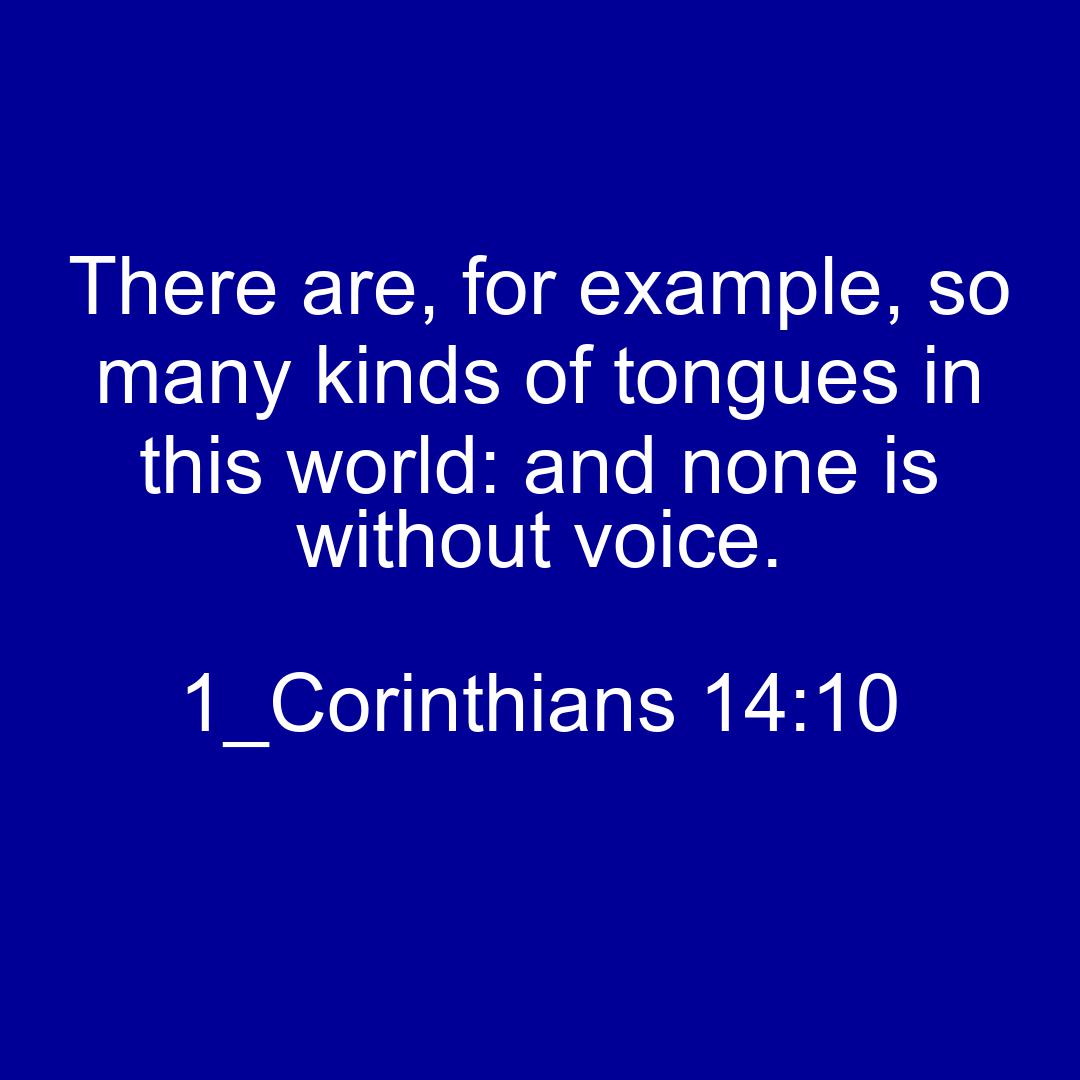 There are, for example, so
many kinds of tongues in
this world: and none is
without voice.
1_Corinthians 14:10